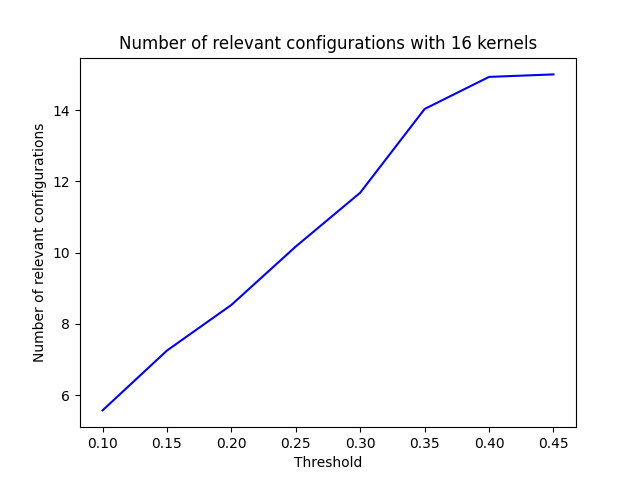 Number of relevant configurations with 16 kernels
Number of relevant configurations
14
12
10
8
6
0.10 0.15 0.20 0.25 0.30 0.35 0.40 0.45
Threshold